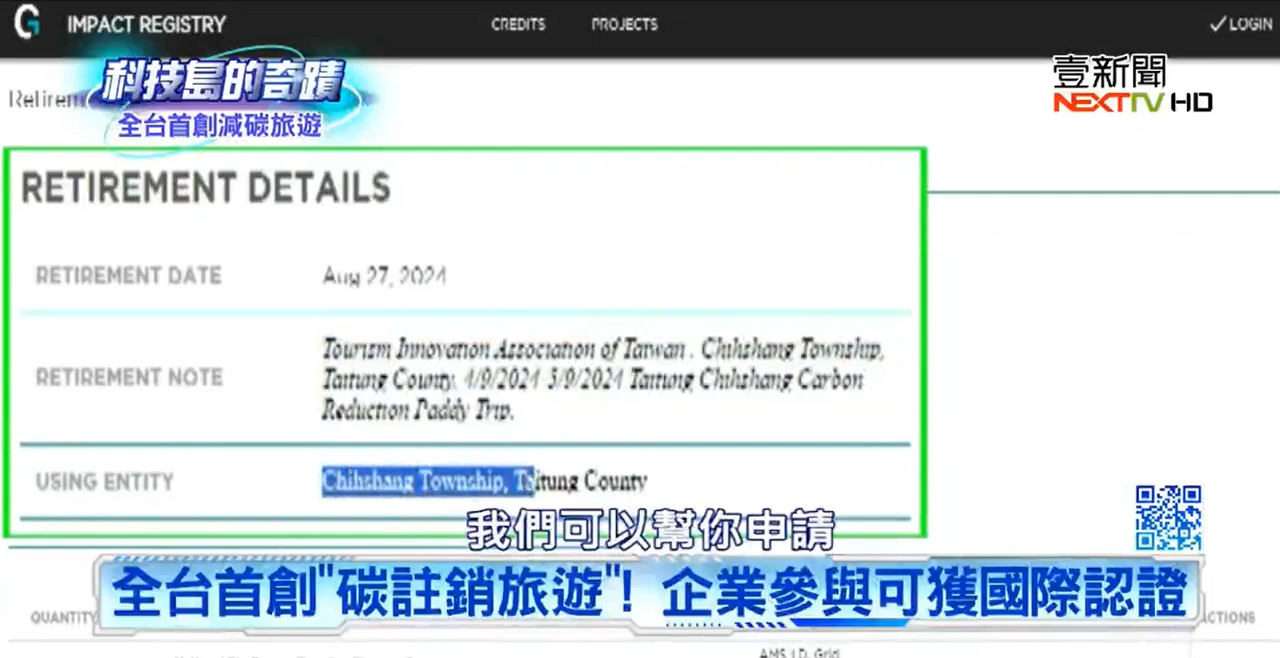 IMPACT REGISTRY
CREDITS
PROJECTS
LOGIN
科技島的奇蹟
全台首創減碳旅遊
壹新聞
NEXTTV HD
RETIREMENT DETAILS
RETIREMENT DATE
Aug 27, 2024
RETIREMENT NOTE
Tourism Innovation Association of Taiwan . Chihshang Township,
Taitung County. 4/9/2024-5/9/2024 Taitung Chihshang Carbon
Reduction Paddy Trip.
USING ENTITY
Chihshang Township, Taitung County
我們可以幫你申請
全台首創"碳註銷旅遊"! 企業參與可獲國際認證
QUANTITY